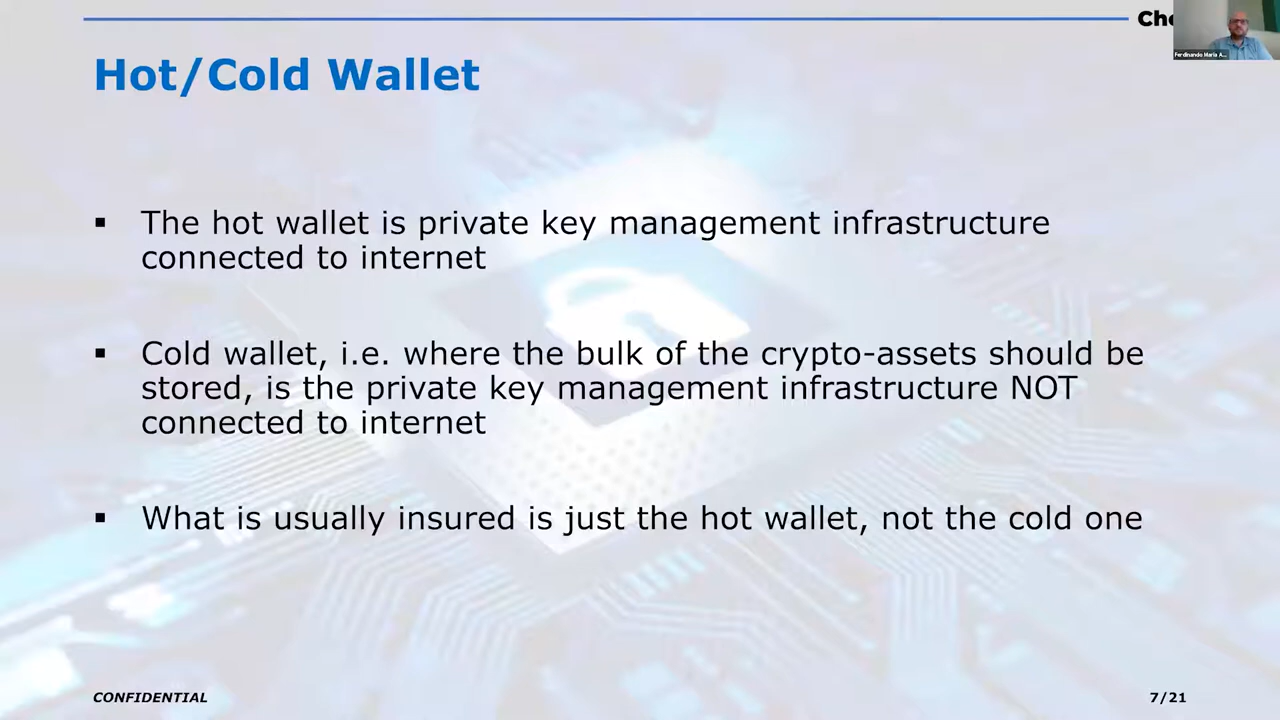 Hot/Cold Wallet
▪ The hot wallet is private key management infrastructure
connected to internet
▪ Cold wallet, i.e. where the bulk of the crypto-assets should be
stored, is the private key management infrastructure NOT
connected to internet
▪ What is usually insured is just the hot wallet, not the cold one
CONFIDENTIAL
7/21
Ferdinando Maria A...